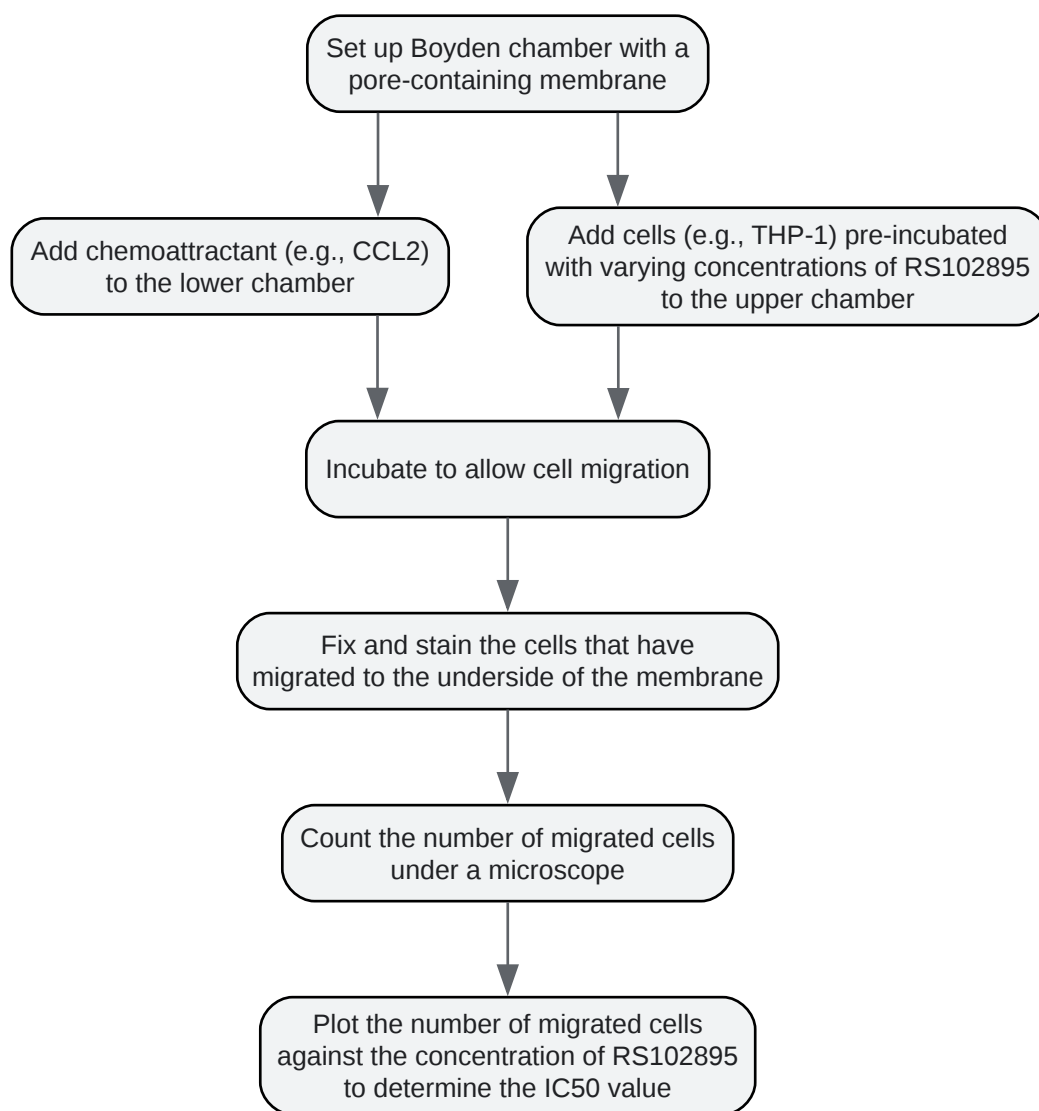 Set up Boyden chamber with a
pore-containing membrane
Add chemoattractant (e.g., CCL2)
to the lower chamber
Add cells (e.g., THP-1) pre-incubated
with varying concentrations of RS102895
to the upper chamber
Incubate to allow cell migration
Fix and stain the cells that have
migrated to the underside of the membrane
Count the number of migrated cells
under a microscope
Plot the number of migrated cells
against the concentration of RS102895
to determine the IC50 value